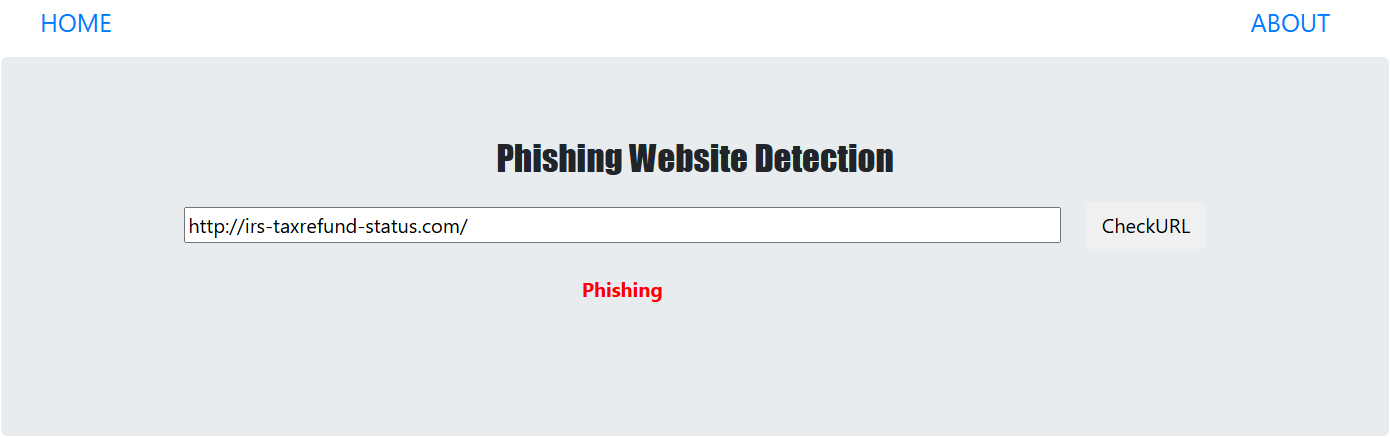 HOME ABOUT
Phishing Website Detection
http://irs-taxrefund-status.com/ CheckURL
Phishing